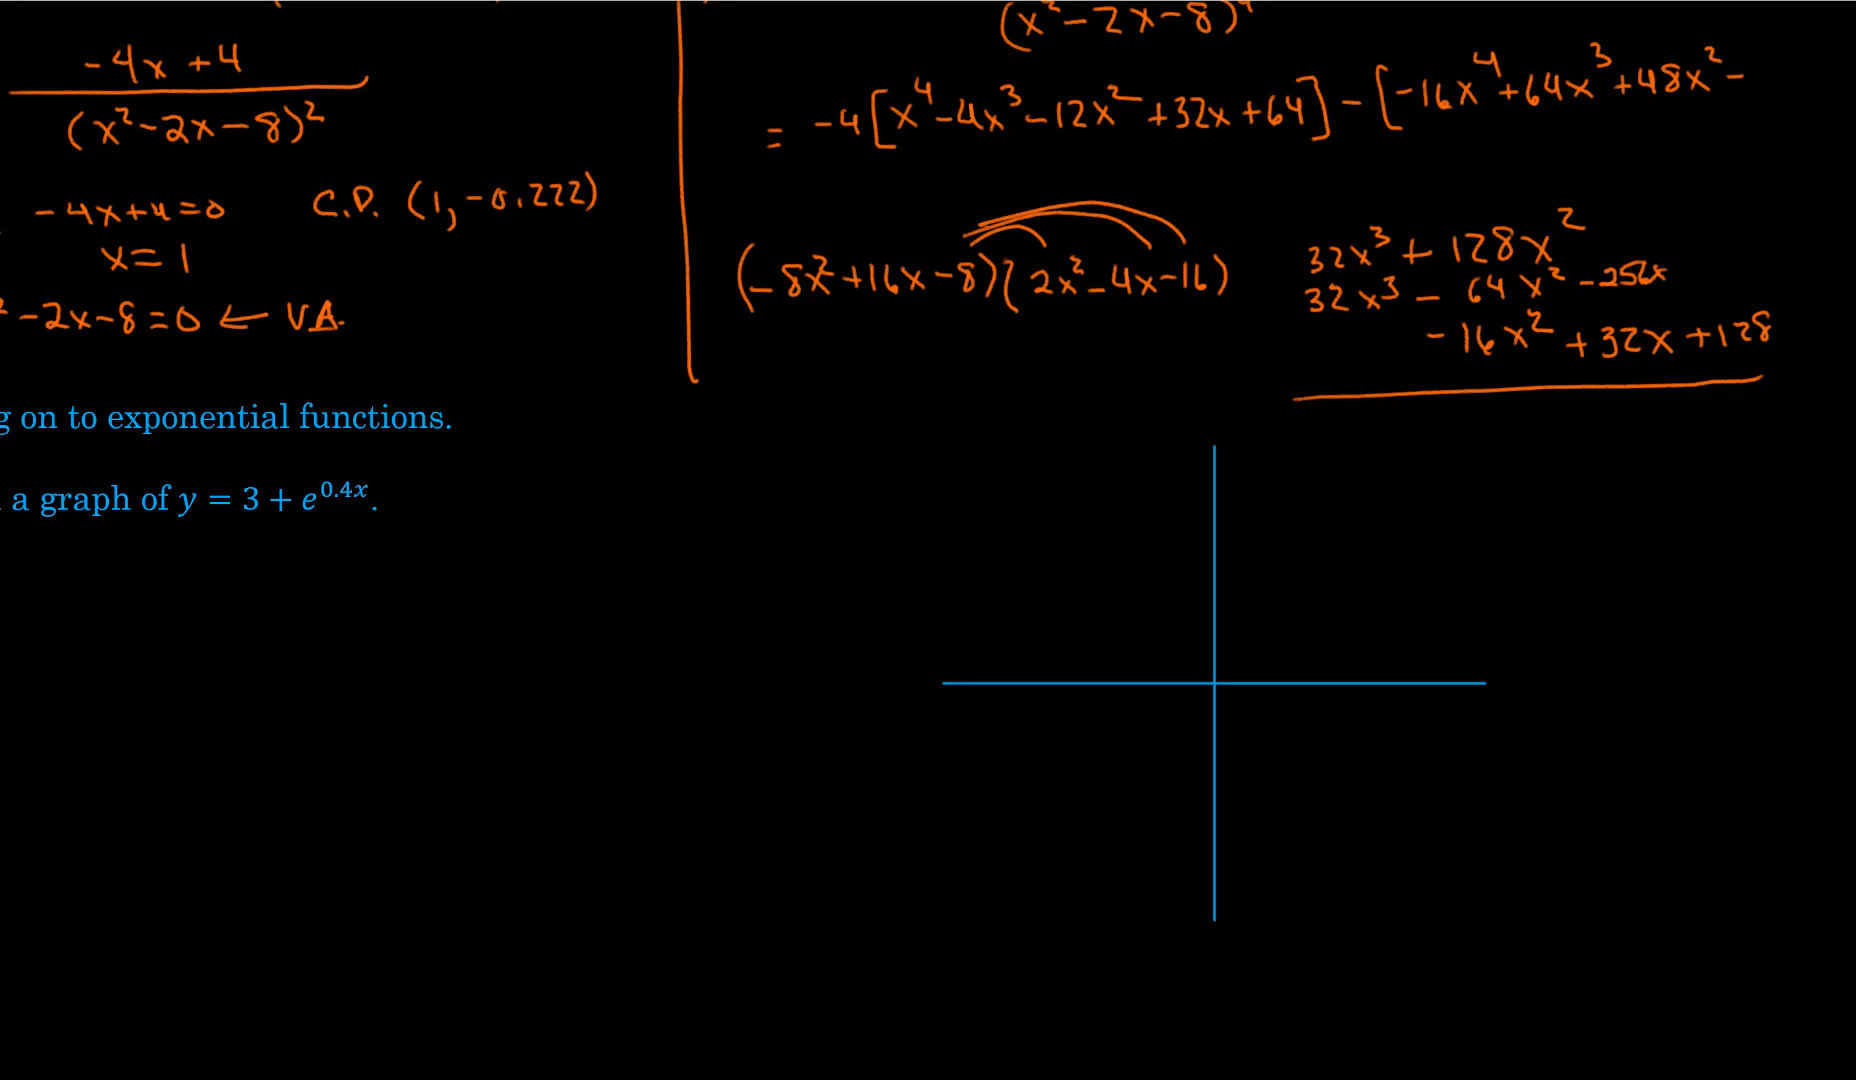 -4x +4
(x²-2x-8)²
-4x+4=0 C.P. (1, -0.222)
x=1
² -2x-8=0 ← V.A.
(x²-2x-8)⁴
= -4[x⁴-4x³-12x²+32x+64] - [-16x⁴+64x³+48x²-
(-8x²+16x-8)(2x²-4x-16)
32x³ + 128x²
32x³ - 64x² -256x
-16x² +32x +128
g on to exponential functions.
a graph of y = 3 + e^0.4x.